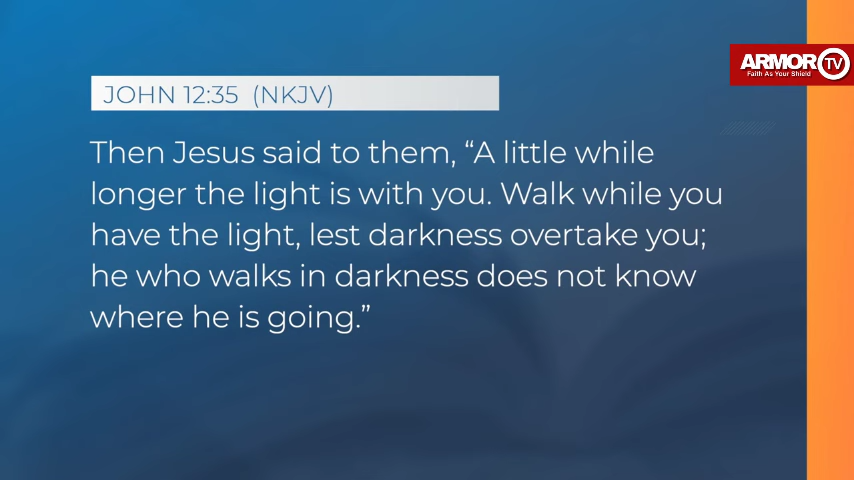 ARMOR TV
Faith As Your Shield
JOHN 12:35 (NKJV)
Then Jesus said to them, “A little while
longer the light is with you. Walk while you
have the light, lest darkness overtake you;
he who walks in darkness does not know
where he is going.”